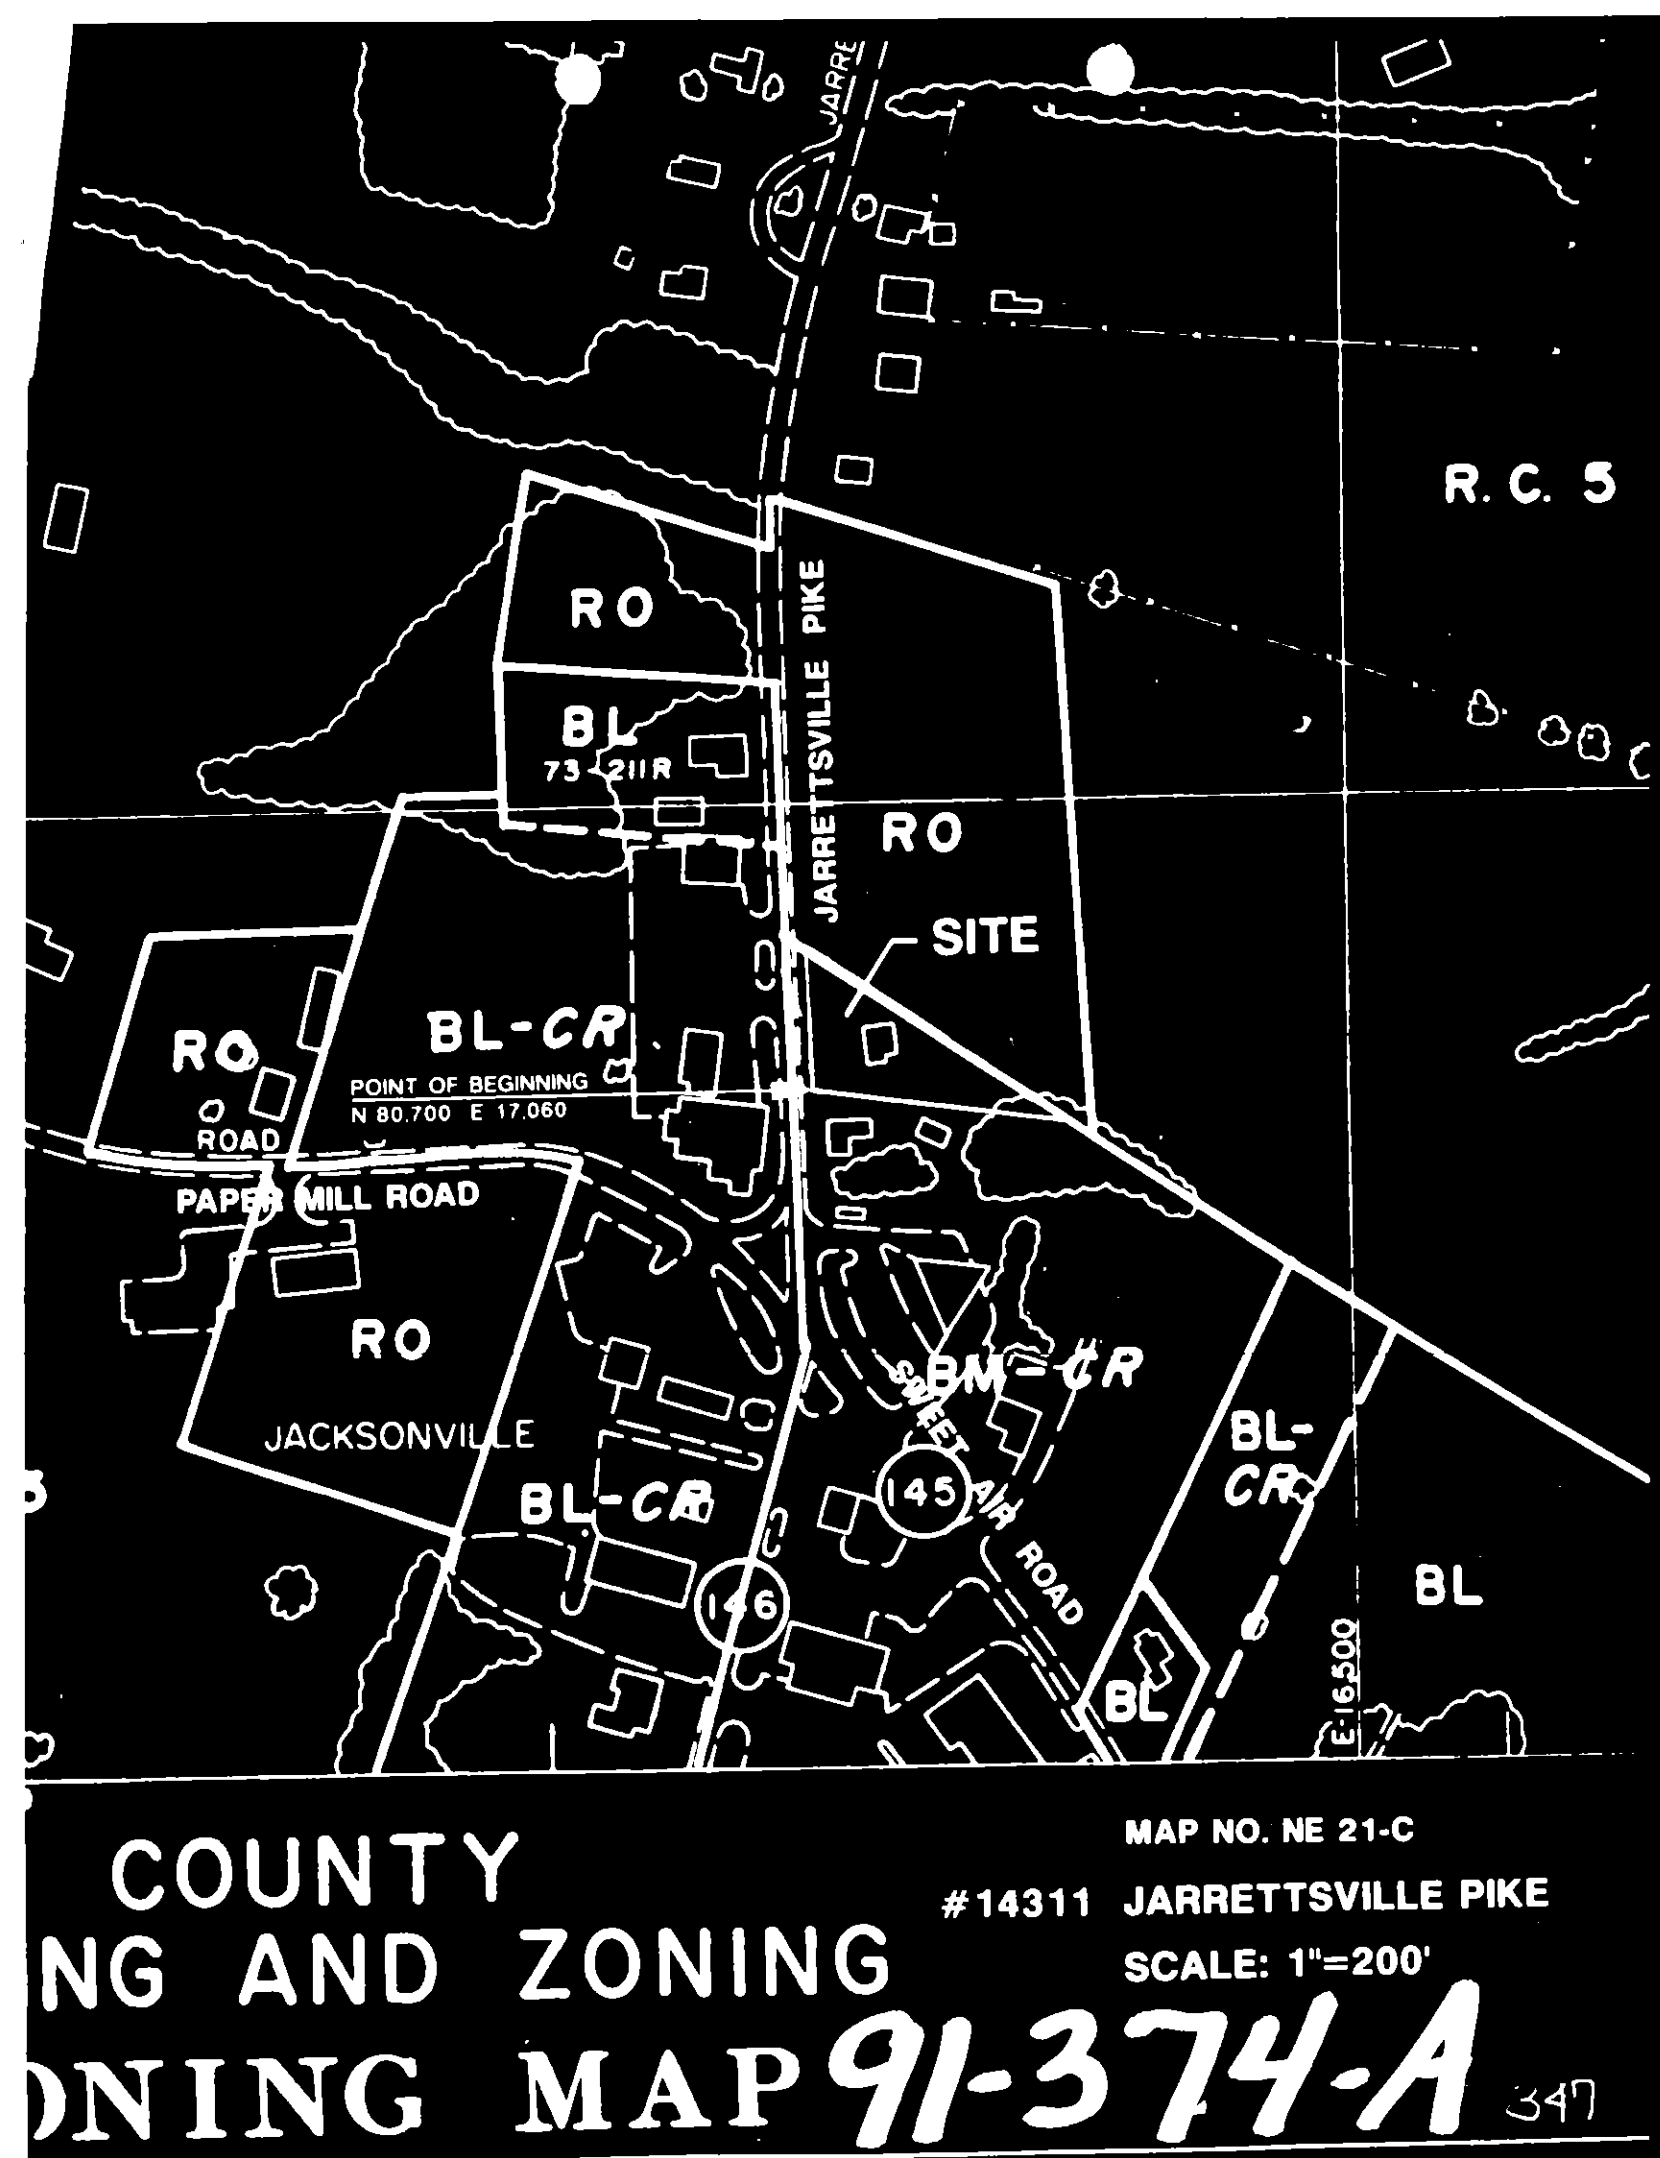 JARRE
R. C. 5
RO
JARRETTSVILLE PIKE
BL
73-211R
RO
SITE
BL-CR
RO
POINT OF BEGINNING
N 80,700 E 17,060
ROAD
PAPER MILL ROAD
RO
BM-CR
SWEET AIR ROAD
JACKSONVILLE
BL-
CR
BL-CR
145
146
BL
BL
E-16,500
COUNTY
NG AND ZONING
ONING MAP
MAP NO. NE 21-C
#14311 JARRETTSVILLE PIKE
SCALE: 1"=200'
91-374-A
347